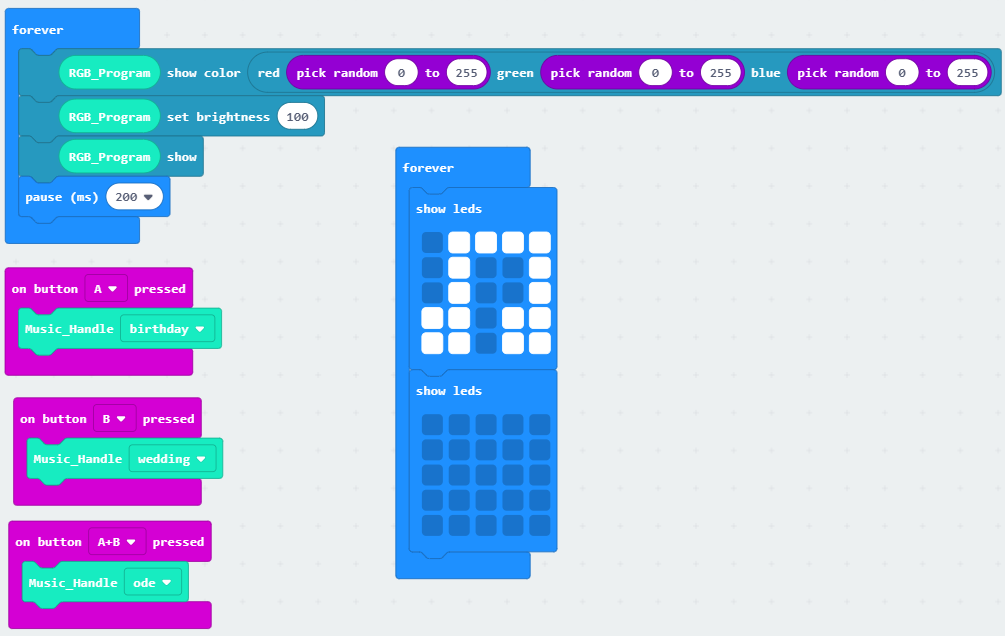 forever
RGB_Program show color red pick random 0 to 255 green pick random 0 to 255 blue pick random 0 to 255
RGB_Program set brightness 100
RGB_Program show
pause (ms) 200
on button A pressed
Music_Handle birthday
on button B pressed
Music_Handle wedding
on button A+B pressed
Music_Handle ode
forever
show leds
show leds